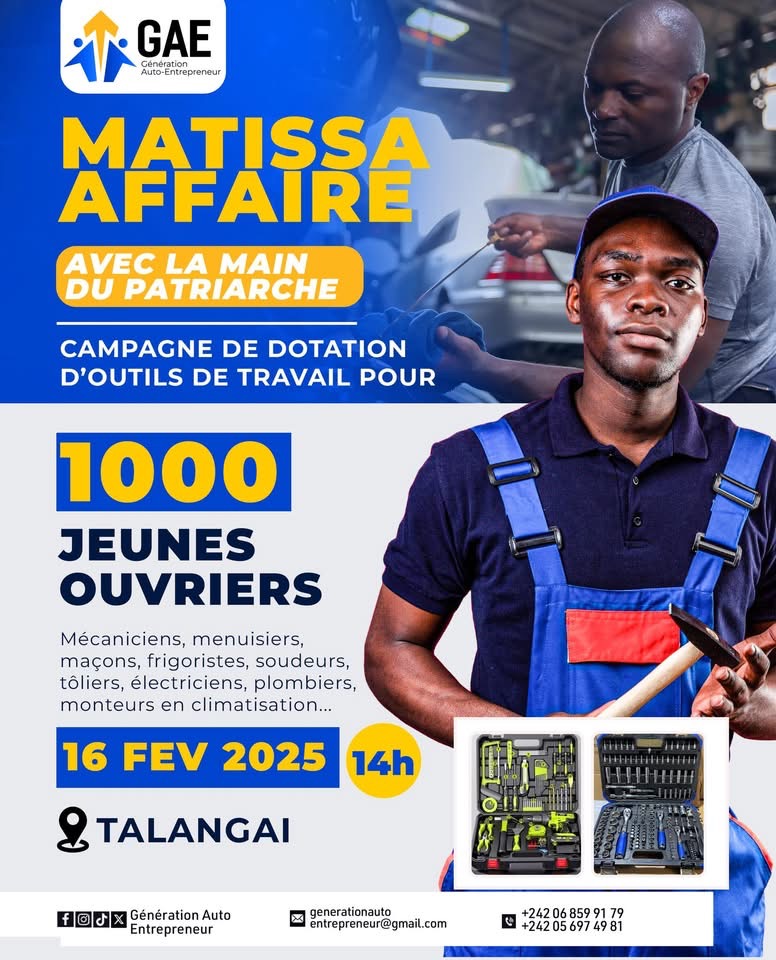 GAE
Génération
Auto-Entrepreneur
MATISSA
AFFAIRE
AVEC LA MAIN
DU PATRIARCHE
CAMPAGNE DE DOTATION
D'OUTILS DE TRAVAIL POUR
1000
JEUNES
OUVRIERS
Mécaniciens, menuisiers,
maçons, frigoristes, soudeurs,
tôliers, électriciens, plombiers,
monteurs en climatisation...
16 FEV 2025
14h
TALANGAI
Génération Auto
Entrepreneur
generationauto
entrepreneur@gmail.com
+242 06 859 91 79
+242 05 697 49 81